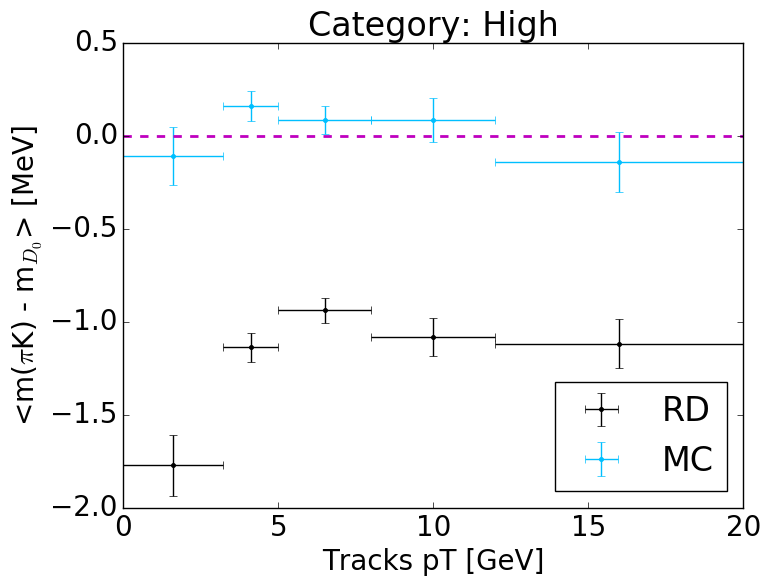 Category: High
0.5
0.0
−0.5
−1.0
−1.5
−2.0
<m(πK) - m_{D_0}> [MeV]
0 5 10 15 20
Tracks pT [GeV]
RD
MC